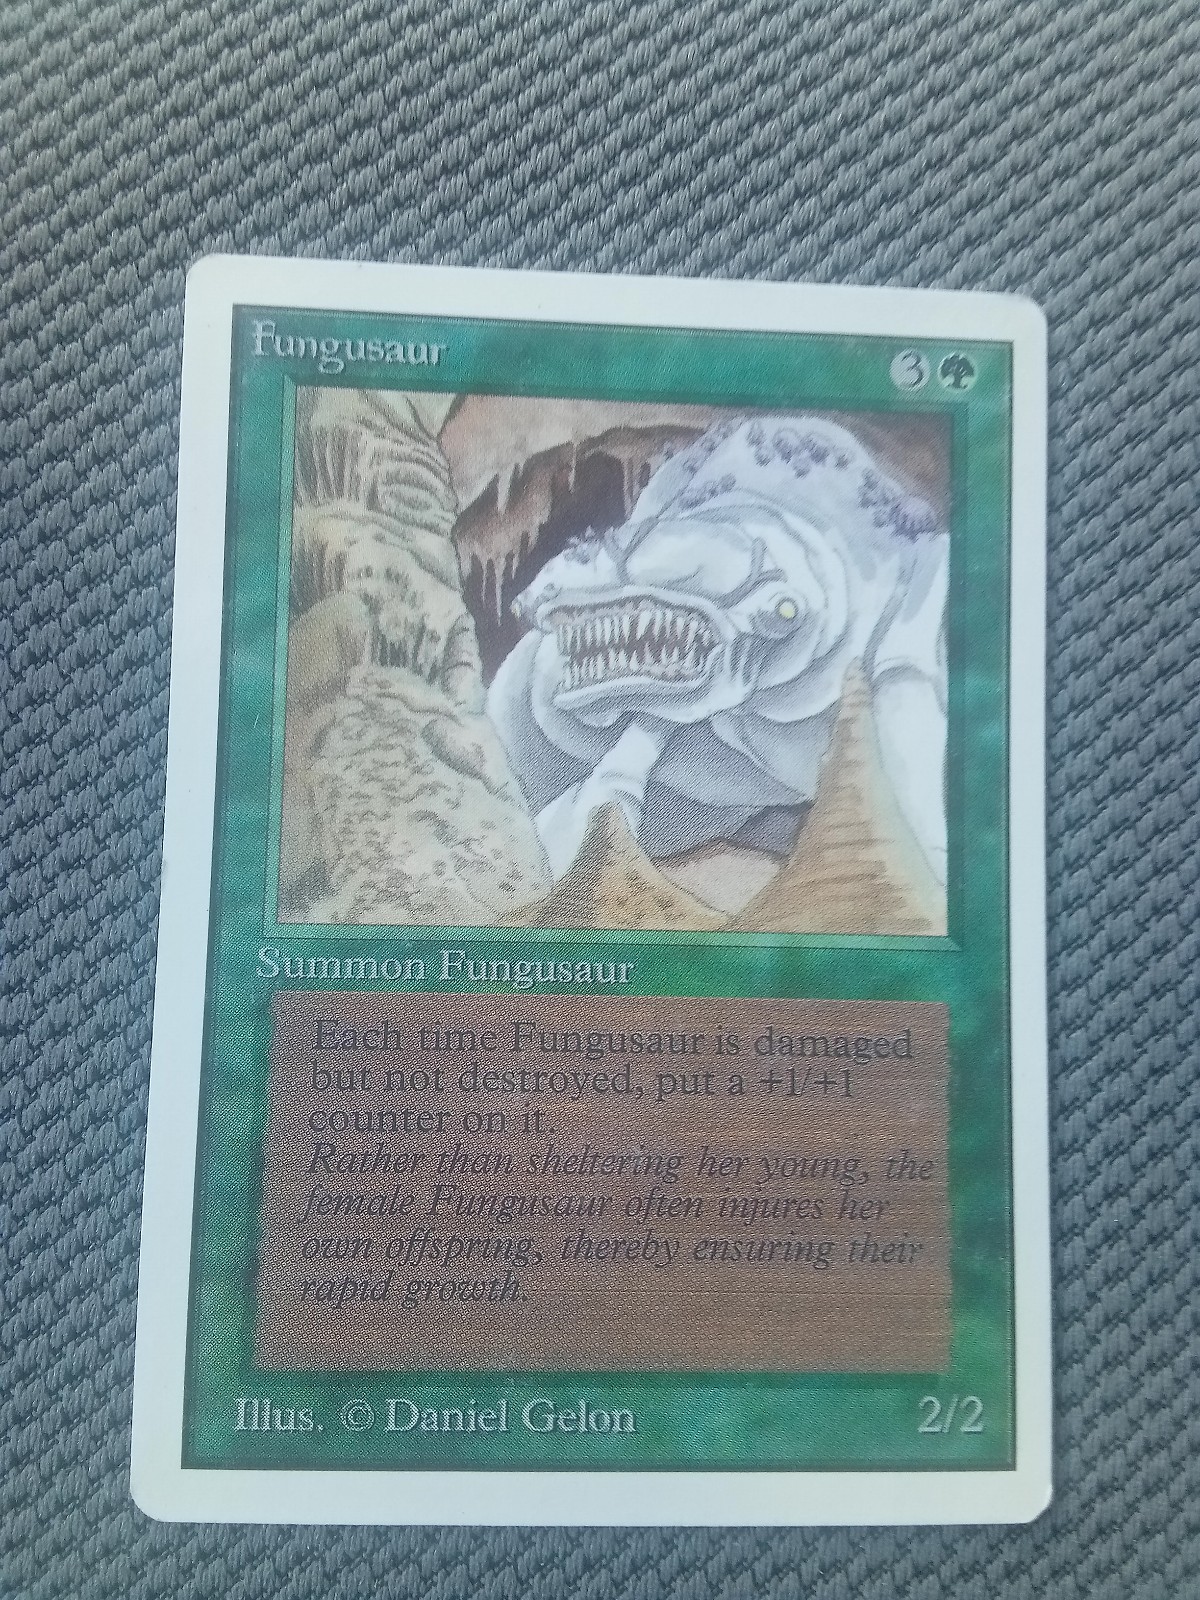 Fungusaur 3
Summon Fungusaur
Each time Fungusaur is damaged
but not destroyed, put a +1/+1
counter on it.
Rather than sheltering her young, the
female Fungusaur often injures her
own offspring, thereby ensuring their
rapid growth.
Illus. © Daniel Gelon 2/2